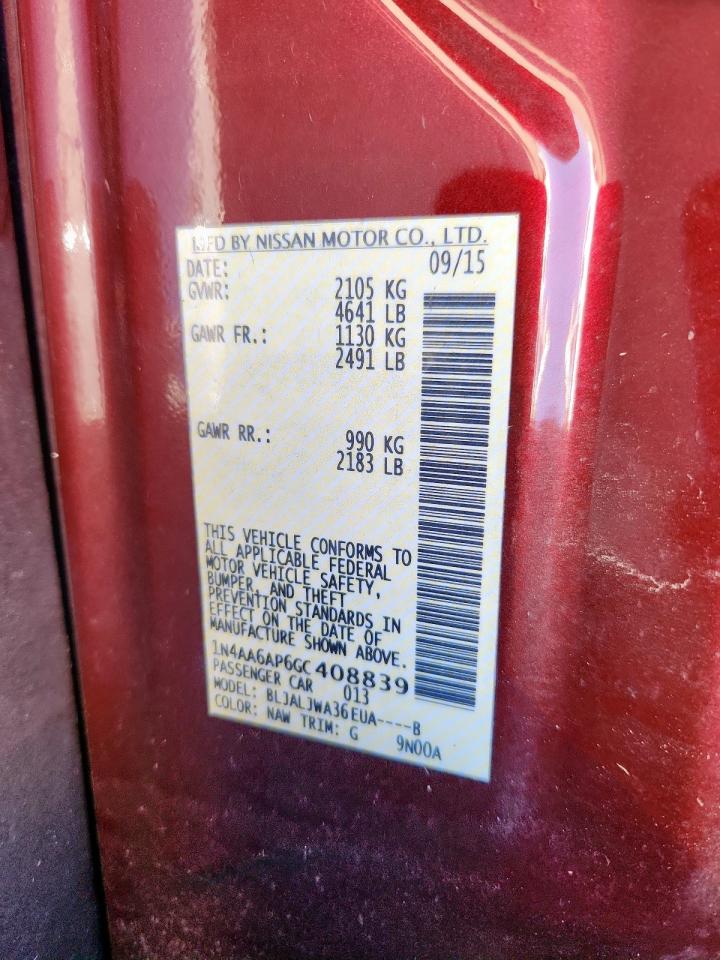 MFD BY NISSAN MOTOR CO., LTD.
DATE: 09/15
GVWR: 2105 KG
4641 LB
GAWR FR.: 1130 KG
2491 LB
GAWR RR.: 990 KG
2183 LB
THIS VEHICLE CONFORMS TO
ALL APPLICABLE FEDERAL
MOTOR VEHICLE SAFETY,
BUMPER, AND THEFT
PREVENTION STANDARDS IN
EFFECT ON THE DATE OF
MANUFACTURE SHOWN ABOVE.
1N4AA6AP6GC408839
PASSENGER CAR 013
MODEL: BLJALJWA36EUA----B
COLOR: NAW TRIM: G 9N00A